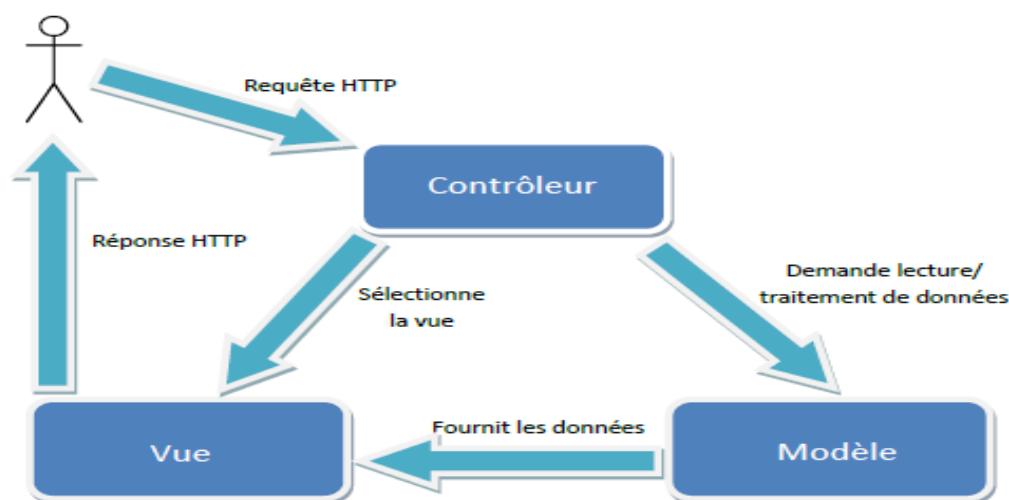 Requête HTTP
Contrôleur
Réponse HTTP
Demande lecture/
traitement de données
Sélectionne
la vue
Fournit les données
Vue
Modèle